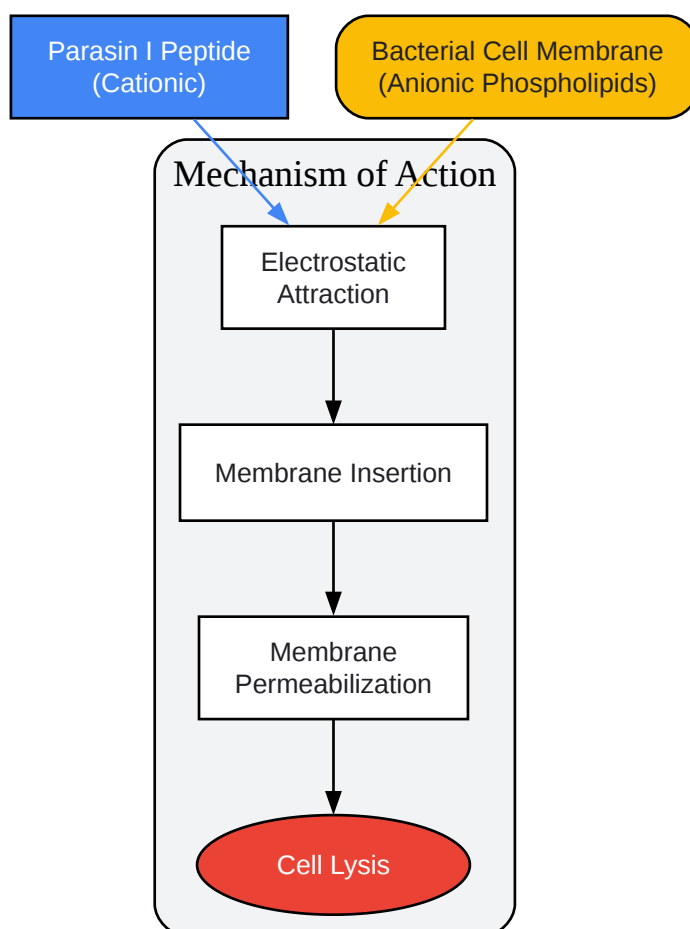 Parasin I Peptide
(Cationic)
Bacterial Cell Membrane
(Anionic Phospholipids)
Mechanism of Action
Electrostatic
Attraction
Membrane Insertion
Membrane
Permeabilization
Cell Lysis